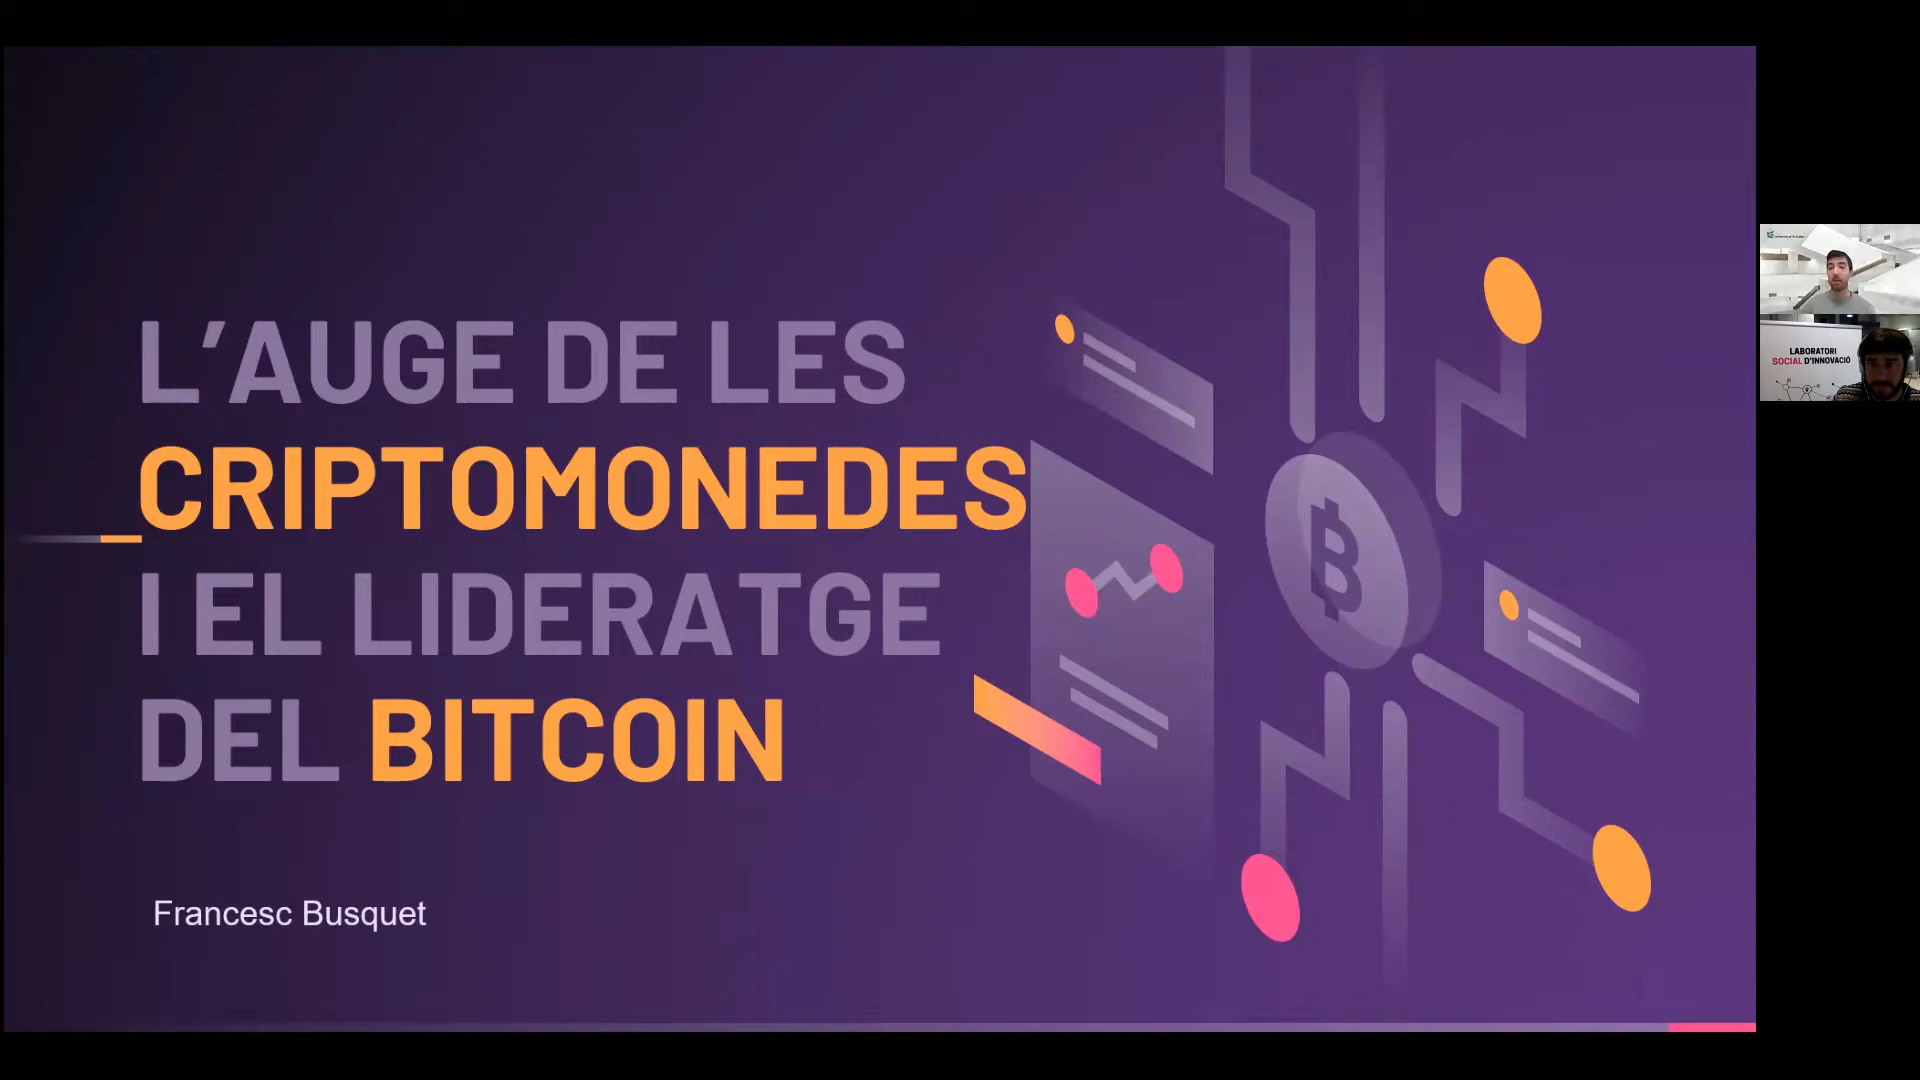 L’AUGE DE LES
CRIPTOMONEDES
I EL LIDERATGE
DEL BITCOIN
Francesc Busquet
LABORATORI
SOCIAL D'INNOVACIÓ